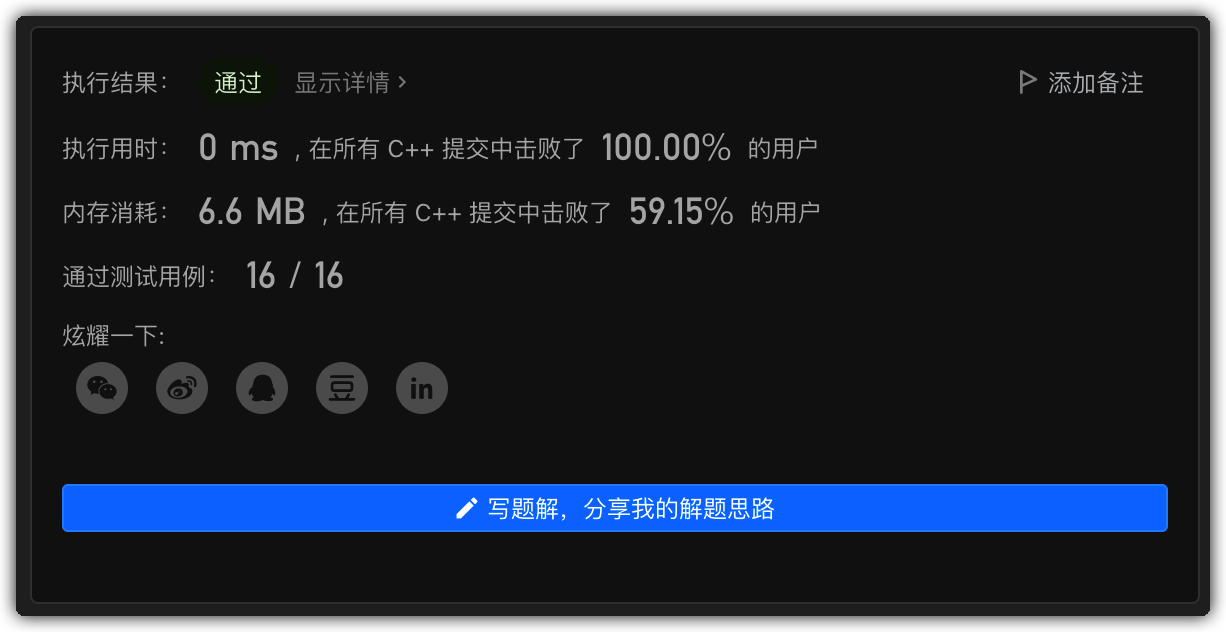 执行结果： 通过 显示详情 > 添加备注
执行用时： 0 ms , 在所有 C++ 提交中击败了 100.00% 的用户
内存消耗： 6.6 MB , 在所有 C++ 提交中击败了 59.15% 的用户
通过测试用例： 16 / 16
炫耀一下:
豆 in
写题解，分享我的解题思路